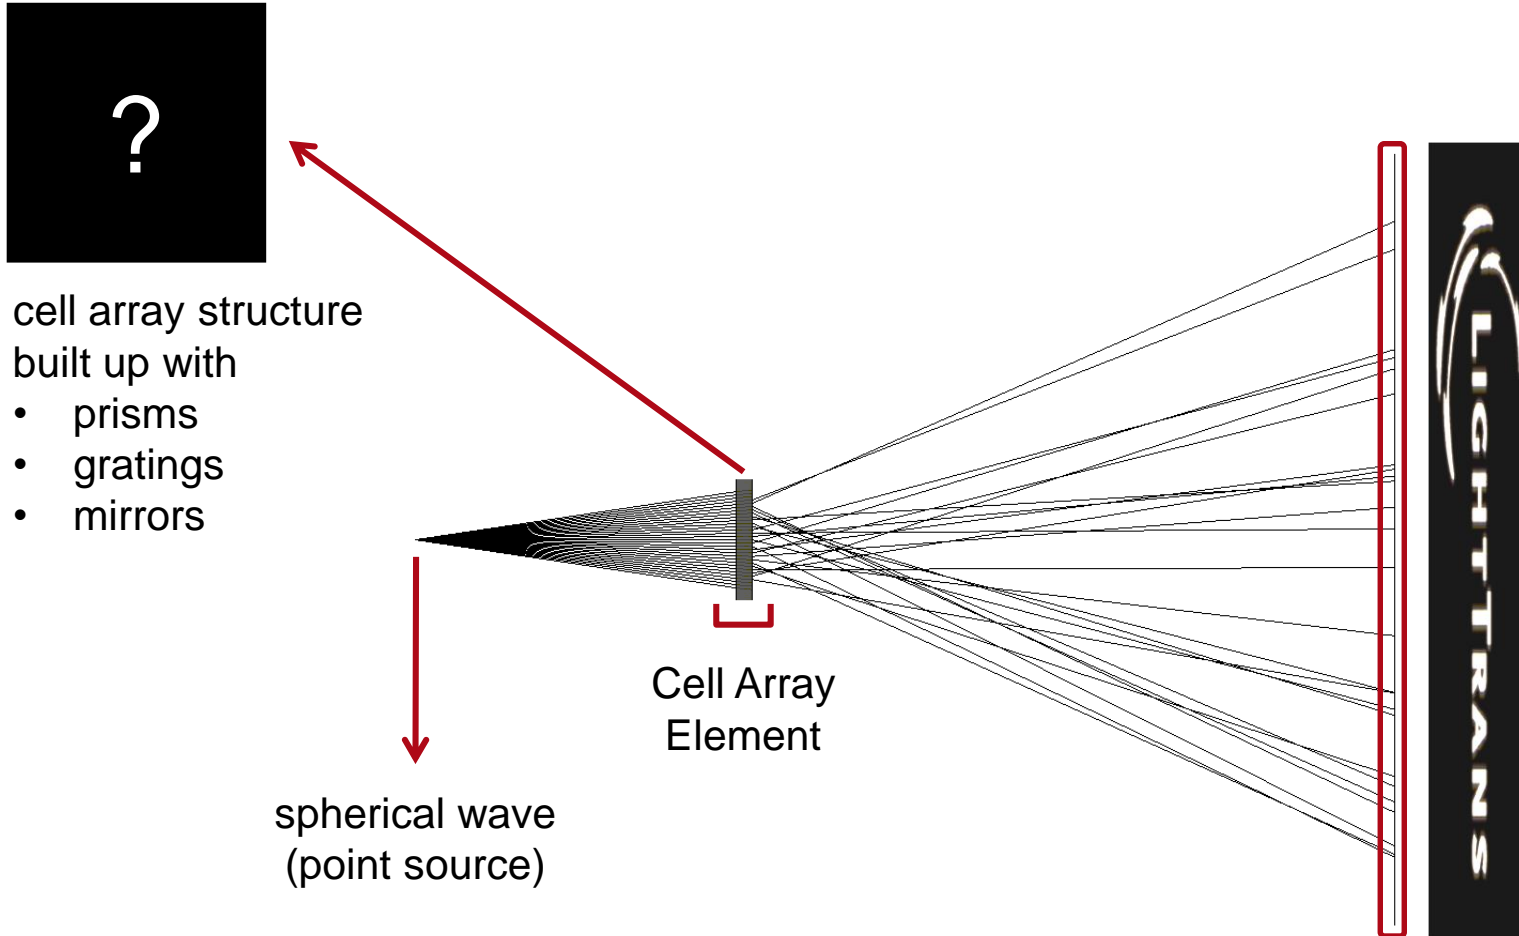 ?
cell array structure
built up with
• prisms
• gratings
• mirrors
Cell Array
Element
spherical wave
(point source)
LIGHTTRANS